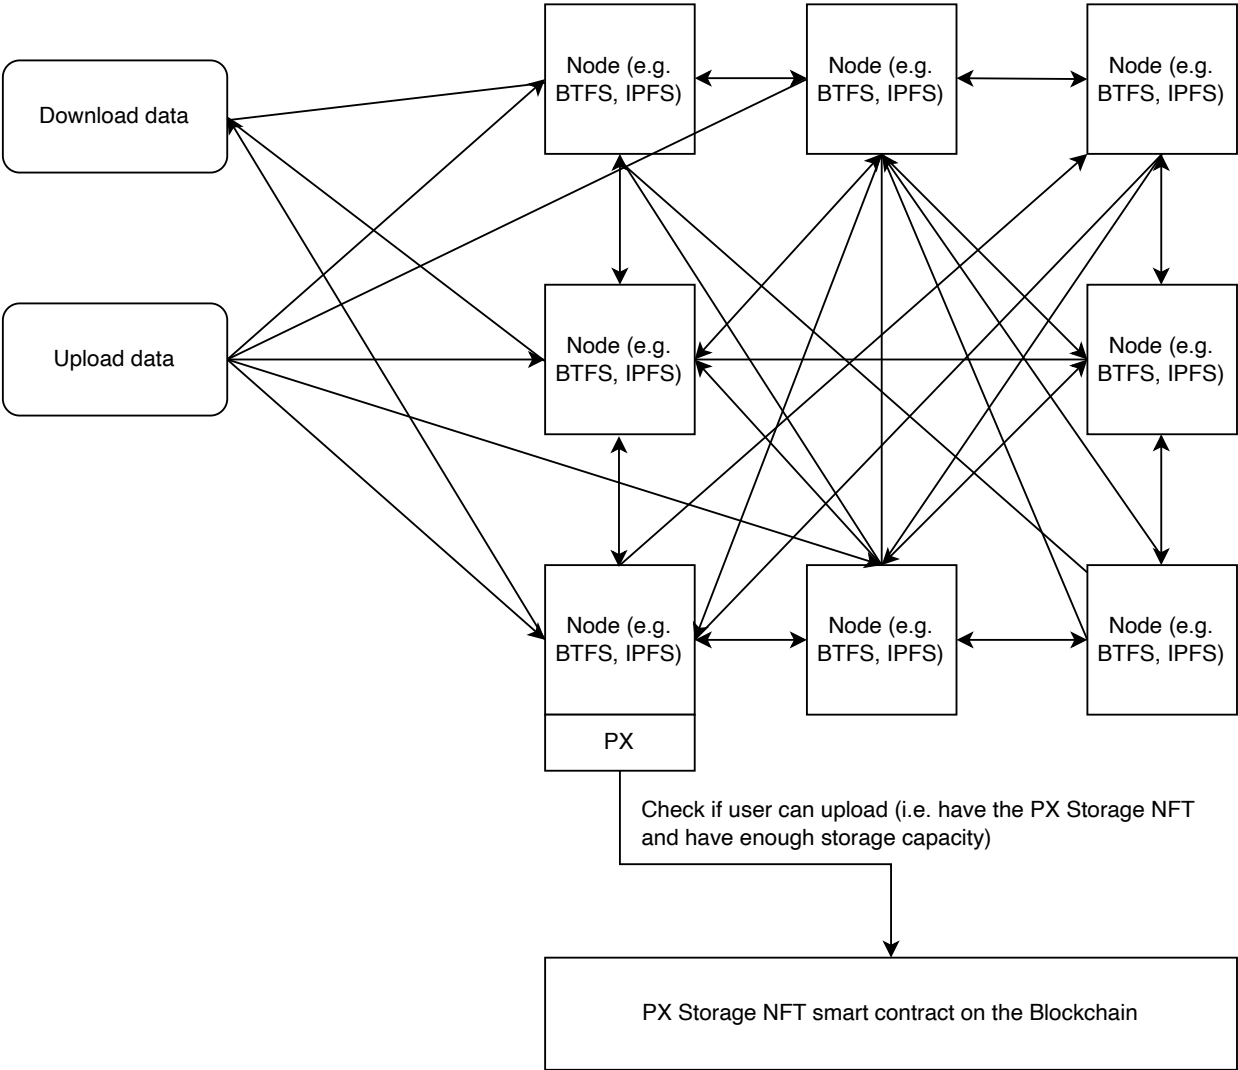 Node (e.g.
BTFS, IPFS)
Node (e.g.
BTFS, IPFS)
Node (e.g.
BTFS, IPFS)
Download data
Upload data
Node (e.g.
BTFS, IPFS)
Node (e.g.
BTFS, IPFS)
Node (e.g.
BTFS, IPFS)
Node (e.g.
BTFS, IPFS)
Node (e.g.
BTFS, IPFS)
PX
Check if user can upload (i.e. have the PX Storage NFT
and have enough storage capacity)
PX Storage NFT smart contract on the Blockchain